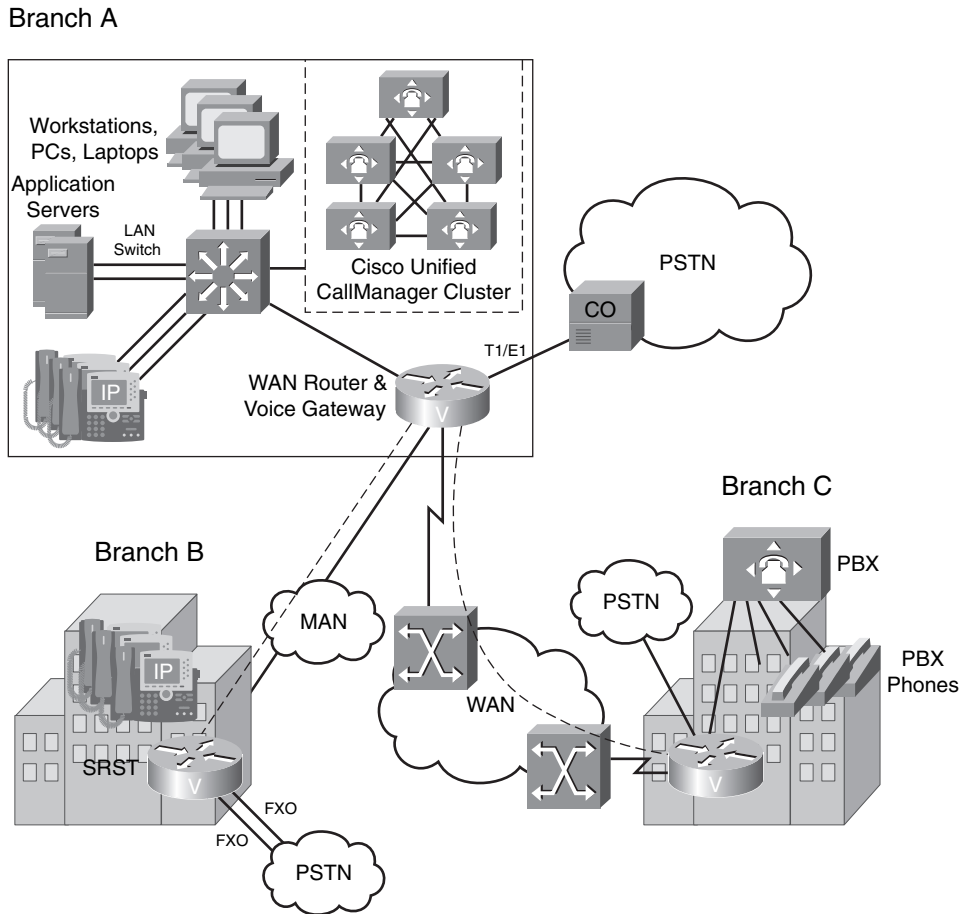 Branch A
Workstations,
PCs, Laptops
Application
Servers
LAN
Switch
Cisco Unified
CallManager Cluster
PSTN
CO
T1/E1
IP
WAN Router &
Voice Gateway
V
Branch C
Branch B
PBX
PSTN
MAN
IP
PBX
Phones
WAN
SRST
V
V
FXO
FXO
PSTN